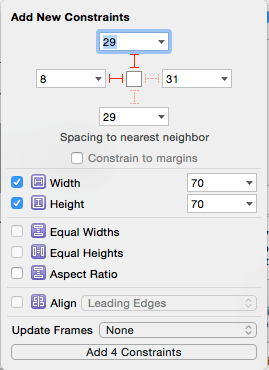 Add New Constraints
29
8
31
29
Spacing to nearest neighbor
Constrain to margins
Width 70
Height 70
Equal Widths
Equal Heights
Aspect Ratio
Align Leading Edges
Update Frames None
Add 4 Constraints